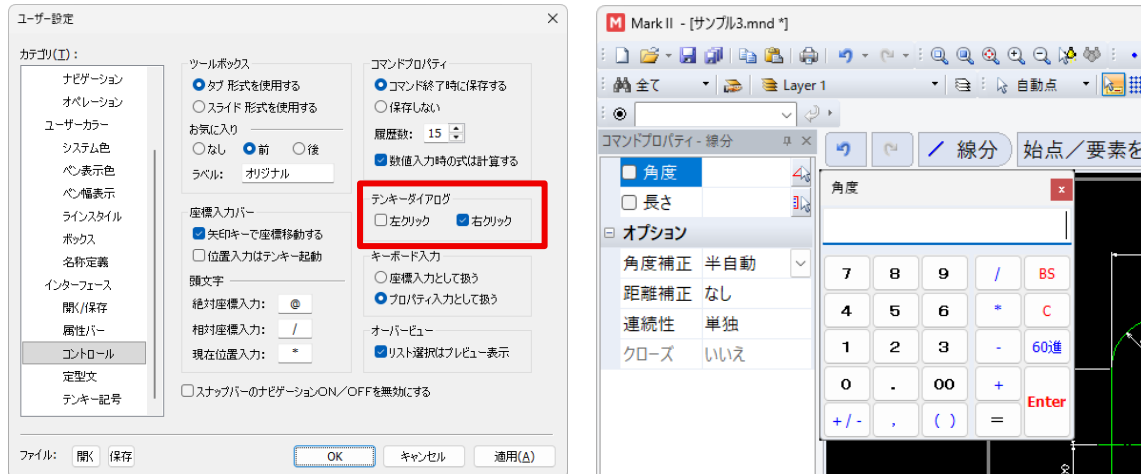 ユーザー設定
カテゴリ(T):
ナビゲーション
オペレーション
ユーザーカラー
システム色
ペン表示色
ペン幅表示
ラインスタイル
ボックス
名称定義
インターフェース
開く/保存
属性バー
コントロール
定型文
テンキー記号
ツールボックス
タブ 形式を使用する
スライド 形式を使用する
お気に入り
なし 前 後
ラベル: オリジナル
座標入力バー
矢印キーで座標移動する
位置入力はテンキー起動
頭文字
絶対座標入力: @
相対座標入力: /
現在位置入力: *
コマンドプロパティ
コマンド終了時に保存する
保存しない
履歴数: 15
数値入力時の式は計算する
テンキーダイアログ
左クリック 右クリック
キーボード入力
座標入力として扱う
プロパティ入力として扱う
オーバービュー
リスト選択はプレビュー表示
スナップバーのナビゲーションON/OFFを無効にする
ファイル: 開く 保存
OK キャンセル 適用(A)
M Mark II - [サンプル3.mnd *]
全て Layer 1 自動点
コマンドプロパティ - 線分
角度
長さ
オプション
角度補正 半自動
距離補正 なし
連続性 単独
クローズ いいえ
線分 始点/要素を
角度
7 8 9 / BS
4 5 6 * C
1 2 3 - 60進
0 . 00 + Enter
+/- , ( ) =